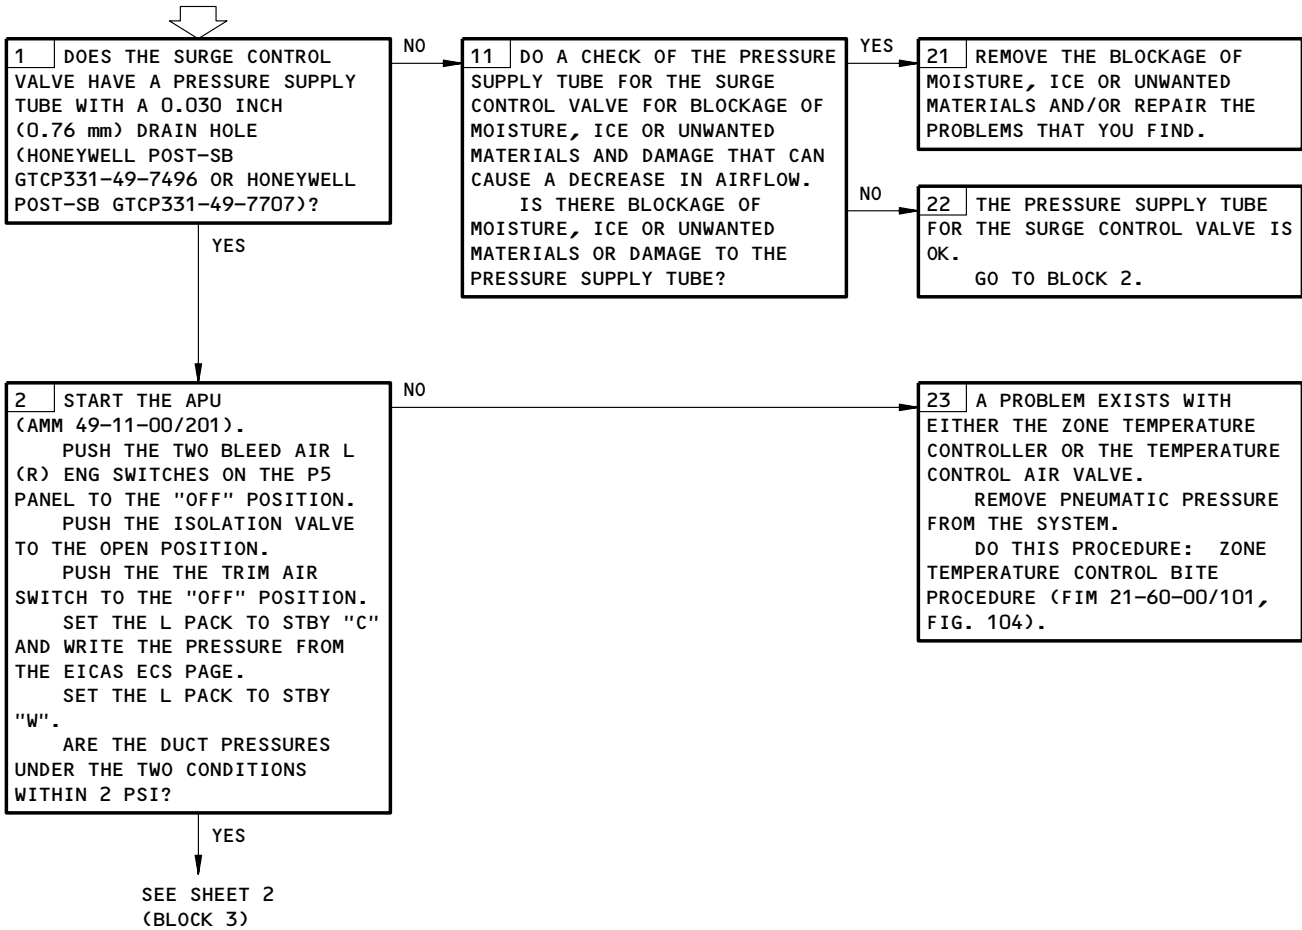 1 DOES THE SURGE CONTROL
VALVE HAVE A PRESSURE SUPPLY
TUBE WITH A 0.030 INCH
(0.76 mm) DRAIN HOLE
(HONEYWELL POST-SB
GTCP331-49-7496 OR HONEYWELL
POST-SB GTCP331-49-7707)?
NO
YES
11 DO A CHECK OF THE PRESSURE
SUPPLY TUBE FOR THE SURGE
CONTROL VALVE FOR BLOCKAGE OF
MOISTURE, ICE OR UNWANTED
MATERIALS AND DAMAGE THAT CAN
CAUSE A DECREASE IN AIRFLOW.
IS THERE BLOCKAGE OF
MOISTURE, ICE OR UNWANTED
MATERIALS OR DAMAGE TO THE
PRESSURE SUPPLY TUBE?
YES
21 REMOVE THE BLOCKAGE OF
MOISTURE, ICE OR UNWANTED
MATERIALS AND/OR REPAIR THE
PROBLEMS THAT YOU FIND.
NO
22 THE PRESSURE SUPPLY TUBE
FOR THE SURGE CONTROL VALVE IS
OK.
GO TO BLOCK 2.
2 START THE APU
(AMM 49-11-00/201).
PUSH THE TWO BLEED AIR L
(R) ENG SWITCHES ON THE P5
PANEL TO THE "OFF" POSITION.
PUSH THE ISOLATION VALVE
TO THE OPEN POSITION.
PUSH THE THE TRIM AIR
SWITCH TO THE "OFF" POSITION.
SET THE L PACK TO STBY "C"
AND WRITE THE PRESSURE FROM
THE EICAS ECS PAGE.
SET THE L PACK TO STBY
"W".
ARE THE DUCT PRESSURES
UNDER THE TWO CONDITIONS
WITHIN 2 PSI?
NO
23 A PROBLEM EXISTS WITH
EITHER THE ZONE TEMPERATURE
CONTROLLER OR THE TEMPERATURE
CONTROL AIR VALVE.
REMOVE PNEUMATIC PRESSURE
FROM THE SYSTEM.
DO THIS PROCEDURE: ZONE
TEMPERATURE CONTROL BITE
PROCEDURE (FIM 21-60-00/101,
FIG. 104).
YES
SEE SHEET 2
(BLOCK 3)